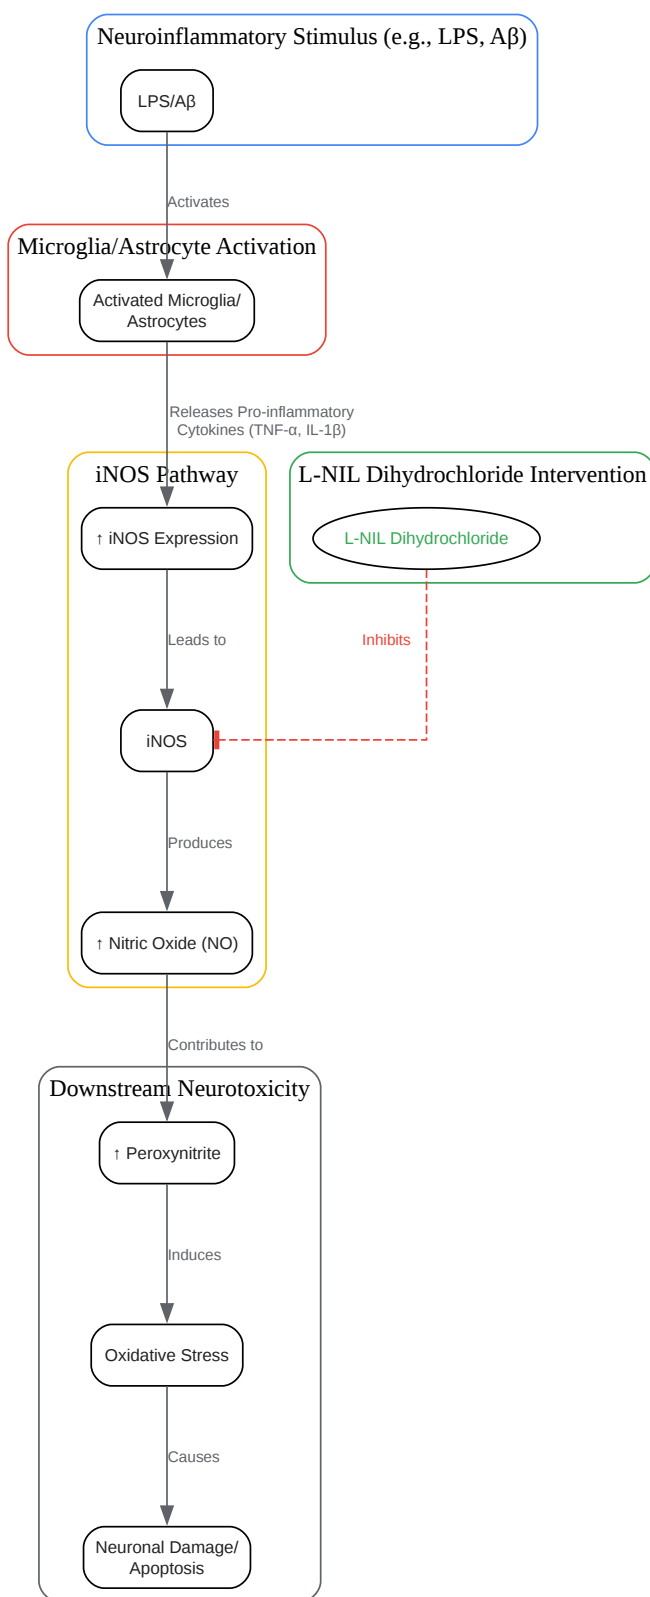 Neuroinflammatory Stimulus (e.g., LPS, Aβ)
LPS/Aβ
Activates
Microglia/Astrocyte Activation
Activated Microglia/
Astrocytes
Releases Pro-inflammatory
Cytokines (TNF-α, IL-1β)
iNOS Pathway
L-NIL Dihydrochloride Intervention
↑ iNOS Expression
L-NIL Dihydrochloride
Leads to
Inhibits
iNOS
Produces
↑ Nitric Oxide (NO)
Contributes to
Downstream Neurotoxicity
↑ Peroxynitrite
Induces
Oxidative Stress
Causes
Neuronal Damage/
Apoptosis